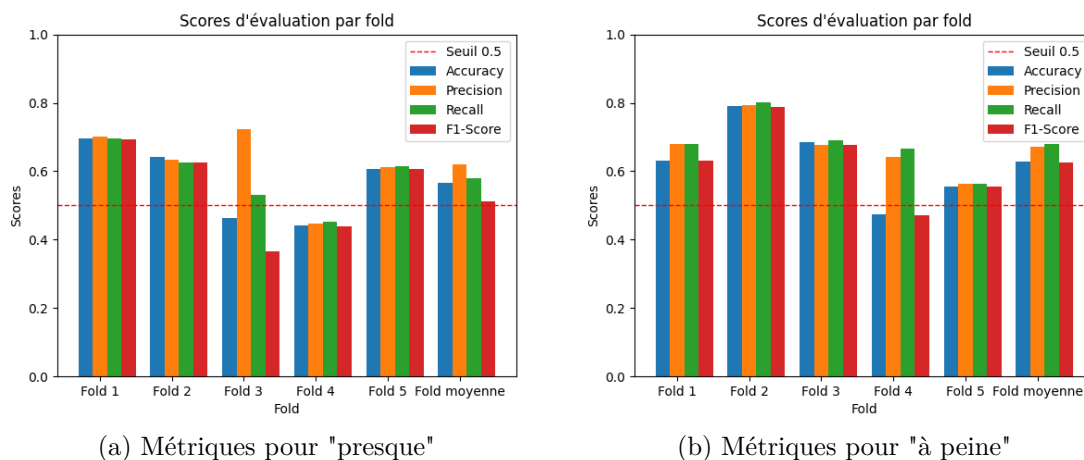 Scores d'évaluation par fold
1.0
0.8
0.6
0.4
0.2
0.0
Scores
Seuil 0.5
Accuracy
Precision
Recall
F1-Score
Fold 1 Fold 2 Fold 3 Fold 4 Fold 5 Fold moyenne
Fold
(a) Métriques pour "presque"
Scores d'évaluation par fold
1.0
0.8
0.6
0.4
0.2
0.0
Scores
Seuil 0.5
Accuracy
Precision
Recall
F1-Score
Fold 1 Fold 2 Fold 3 Fold 4 Fold 5 Fold moyenne
Fold
(b) Métriques pour "à peine"